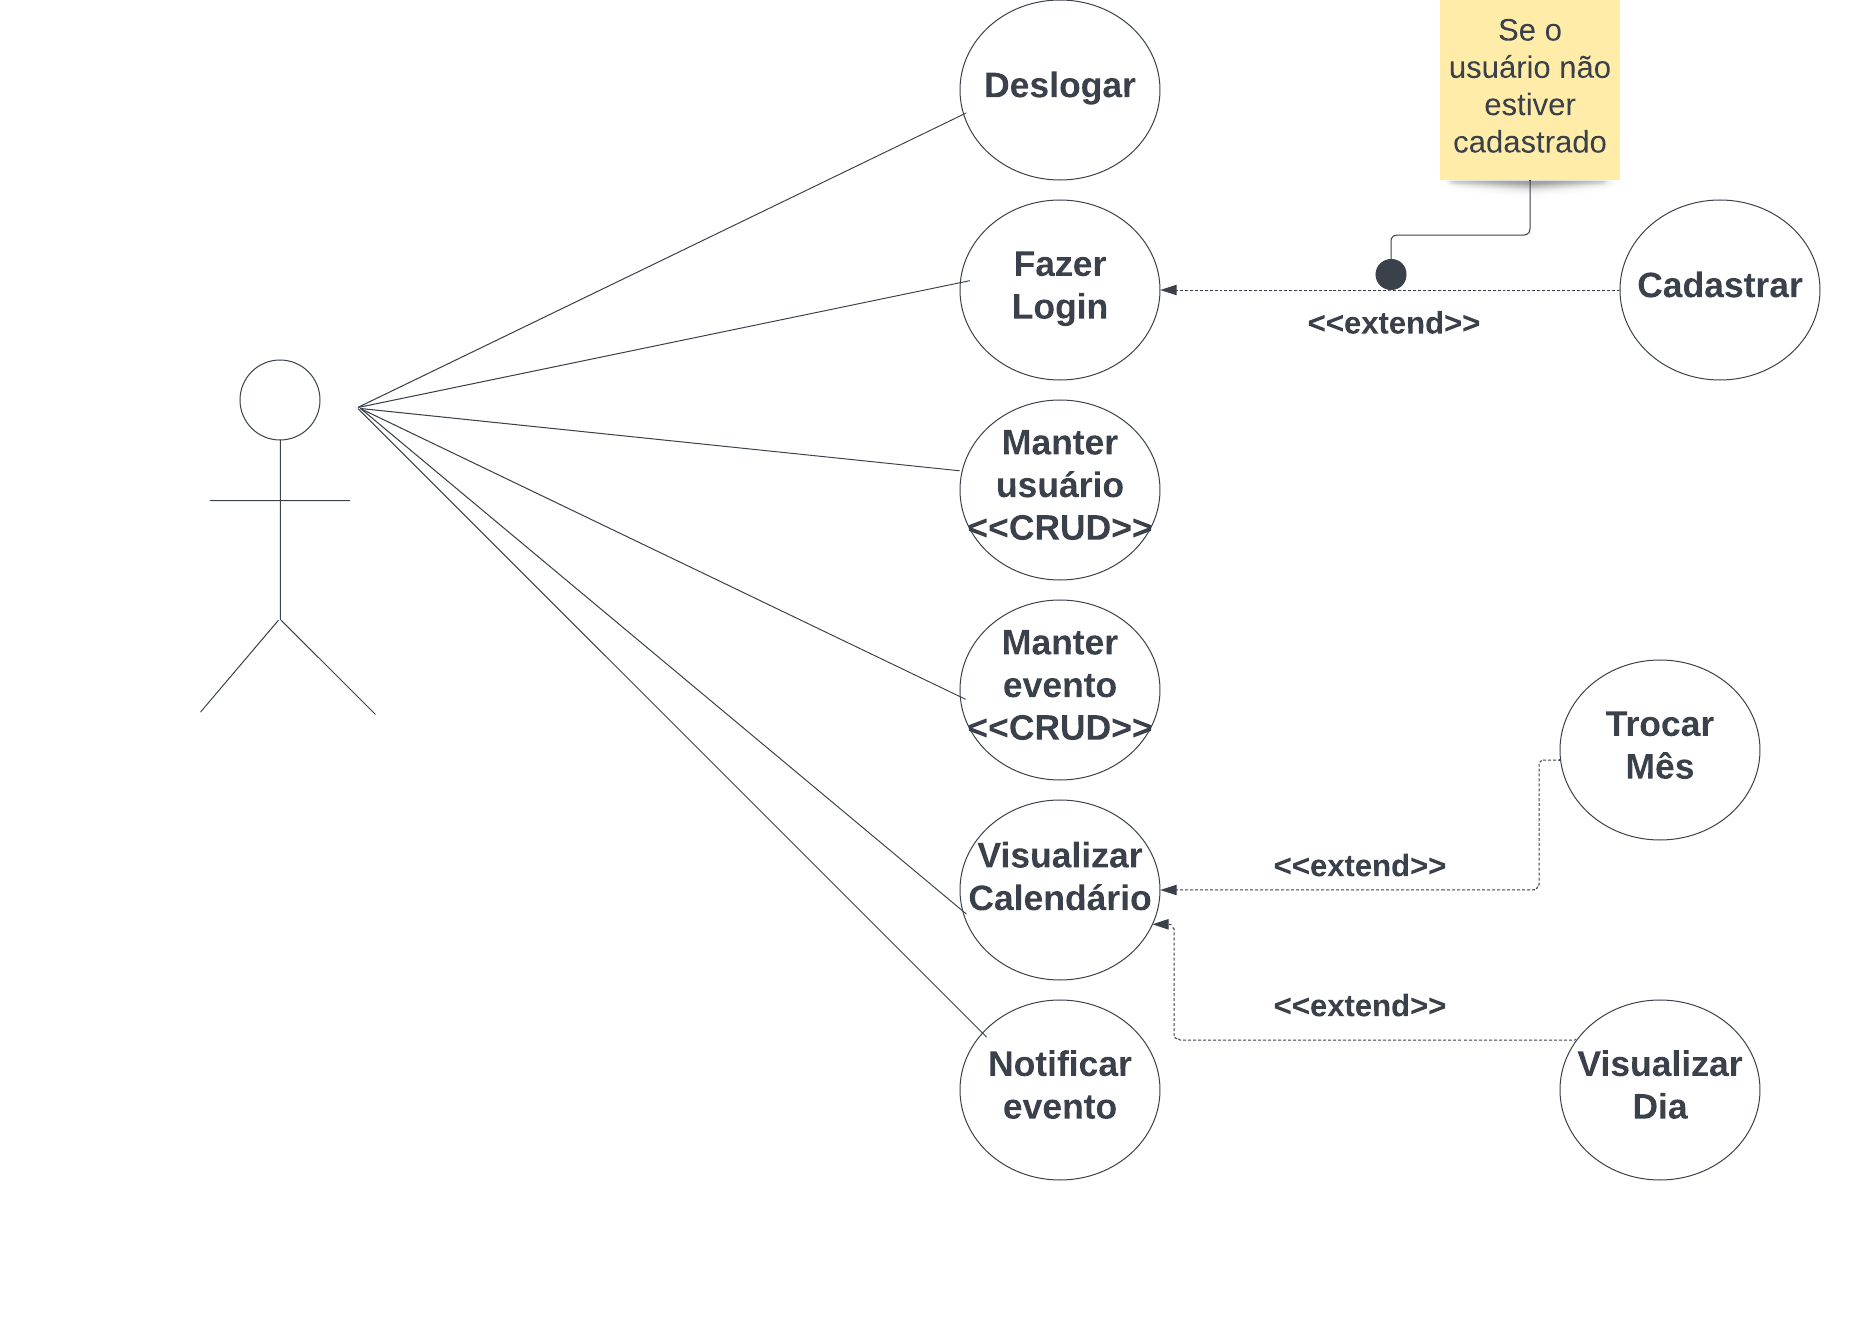 Deslogar
Se o
usuário não
estiver
cadastrado
Fazer
Login
<<extend>>
Cadastrar
Manter
usuário
<<CRUD>>
Manter
evento
<<CRUD>>
Trocar
Mês
Visualizar
Calendário
<<extend>>
<<extend>>
Notificar
evento
Visualizar
Dia